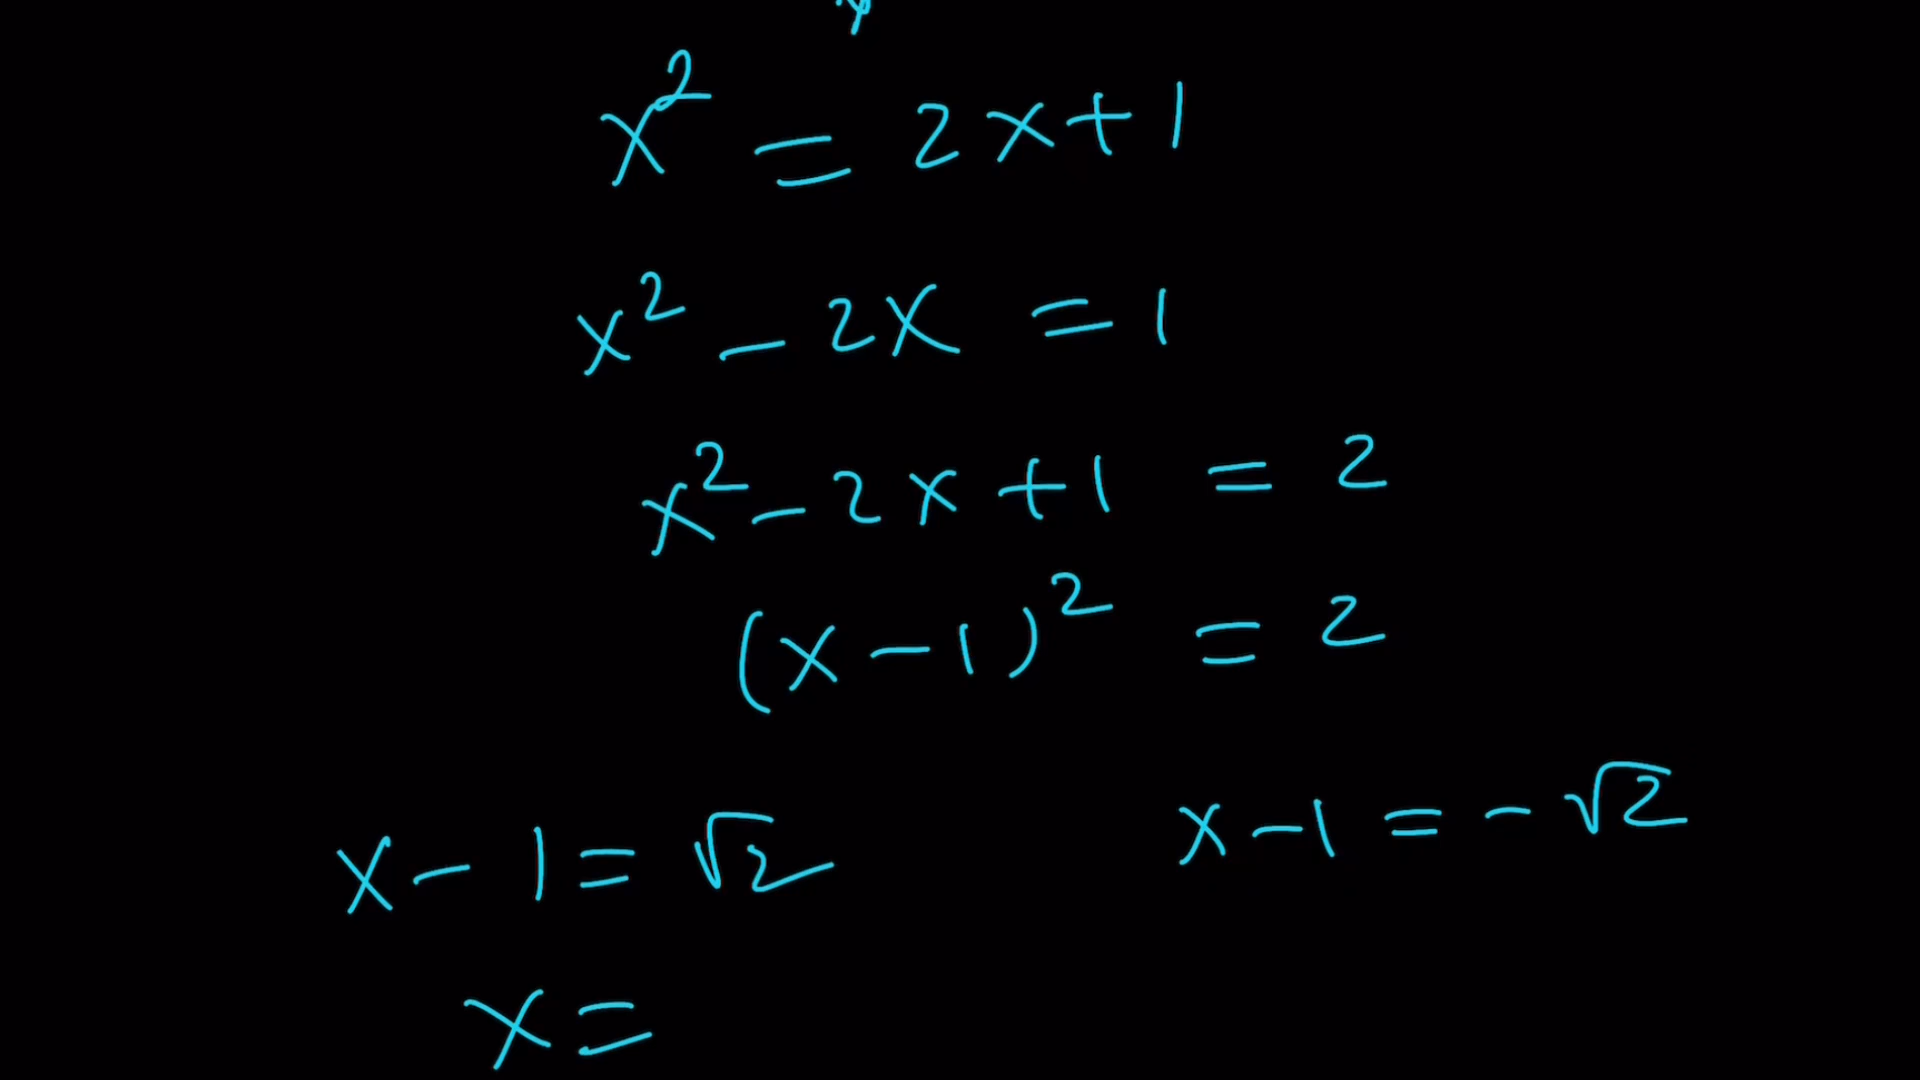 x² = 2x+1
x² - 2x = 1
x² - 2x + 1 = 2
(x-1)² = 2
x-1 = √2
x-1 = -√2
x =